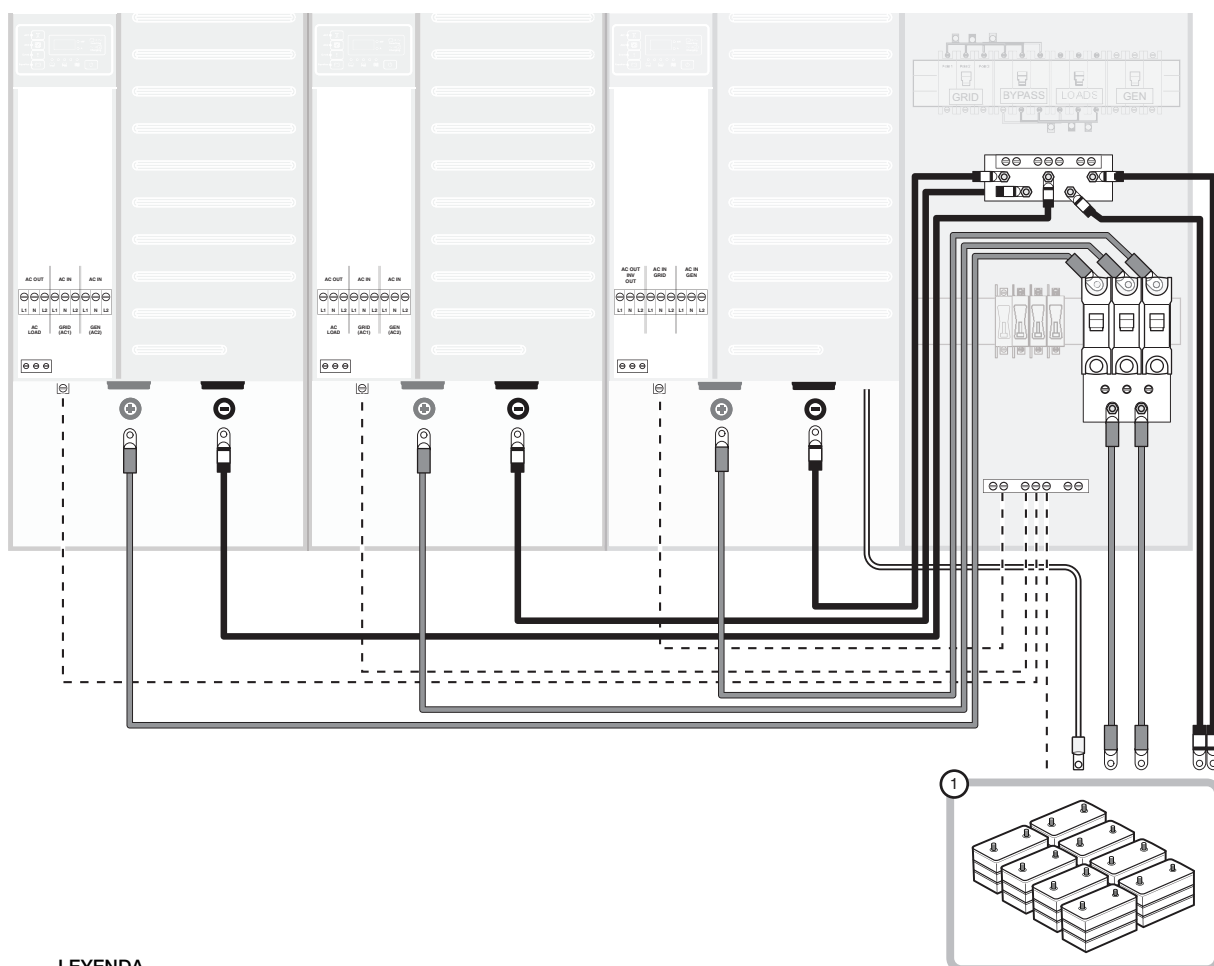 GRID BYPASS LOADS GEN
AC OUT AC IN AC IN
L1 N L2 L1 N L2 L1 N L2
AC LOAD GRID (AC1) GEN (AC2)
AC OUT AC IN AC IN
L1 N L2 L1 N L2 L1 N L2
AC LOAD GRID (AC1) GEN (AC2)
AC OUT INV OUT AC IN GRID AC IN GEN
L1 N L2 L1 N L2 L1 N L2
1
LEYENDA